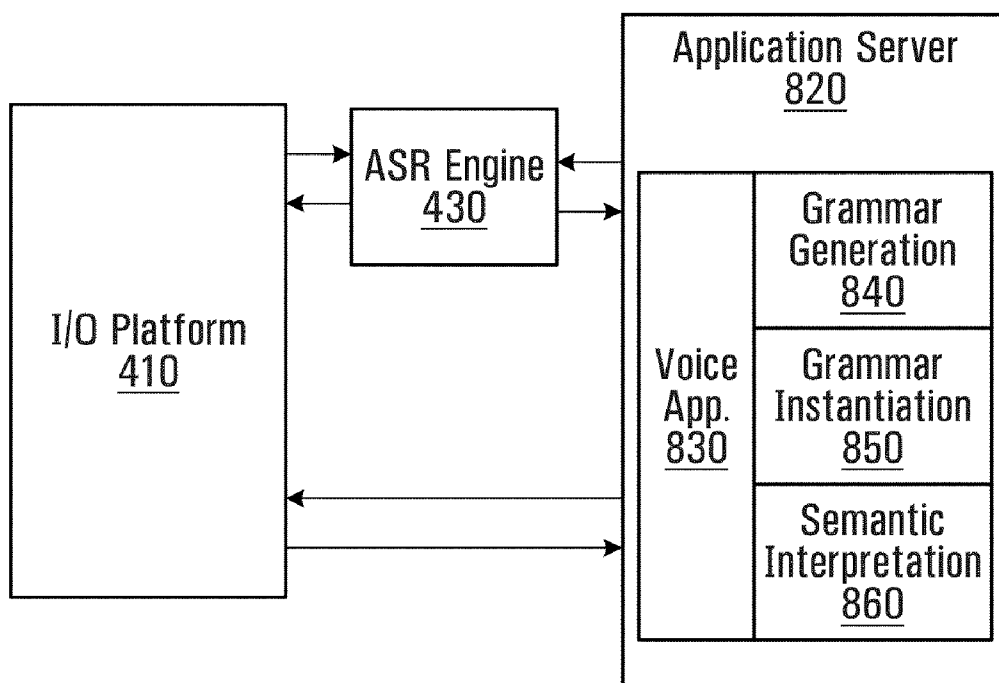 Application Server
820
ASR Engine
430
I/O Platform
410
Voice
App.
830
Grammar
Generation
840
Grammar
Instantiation
850
Semantic
Interpretation
860